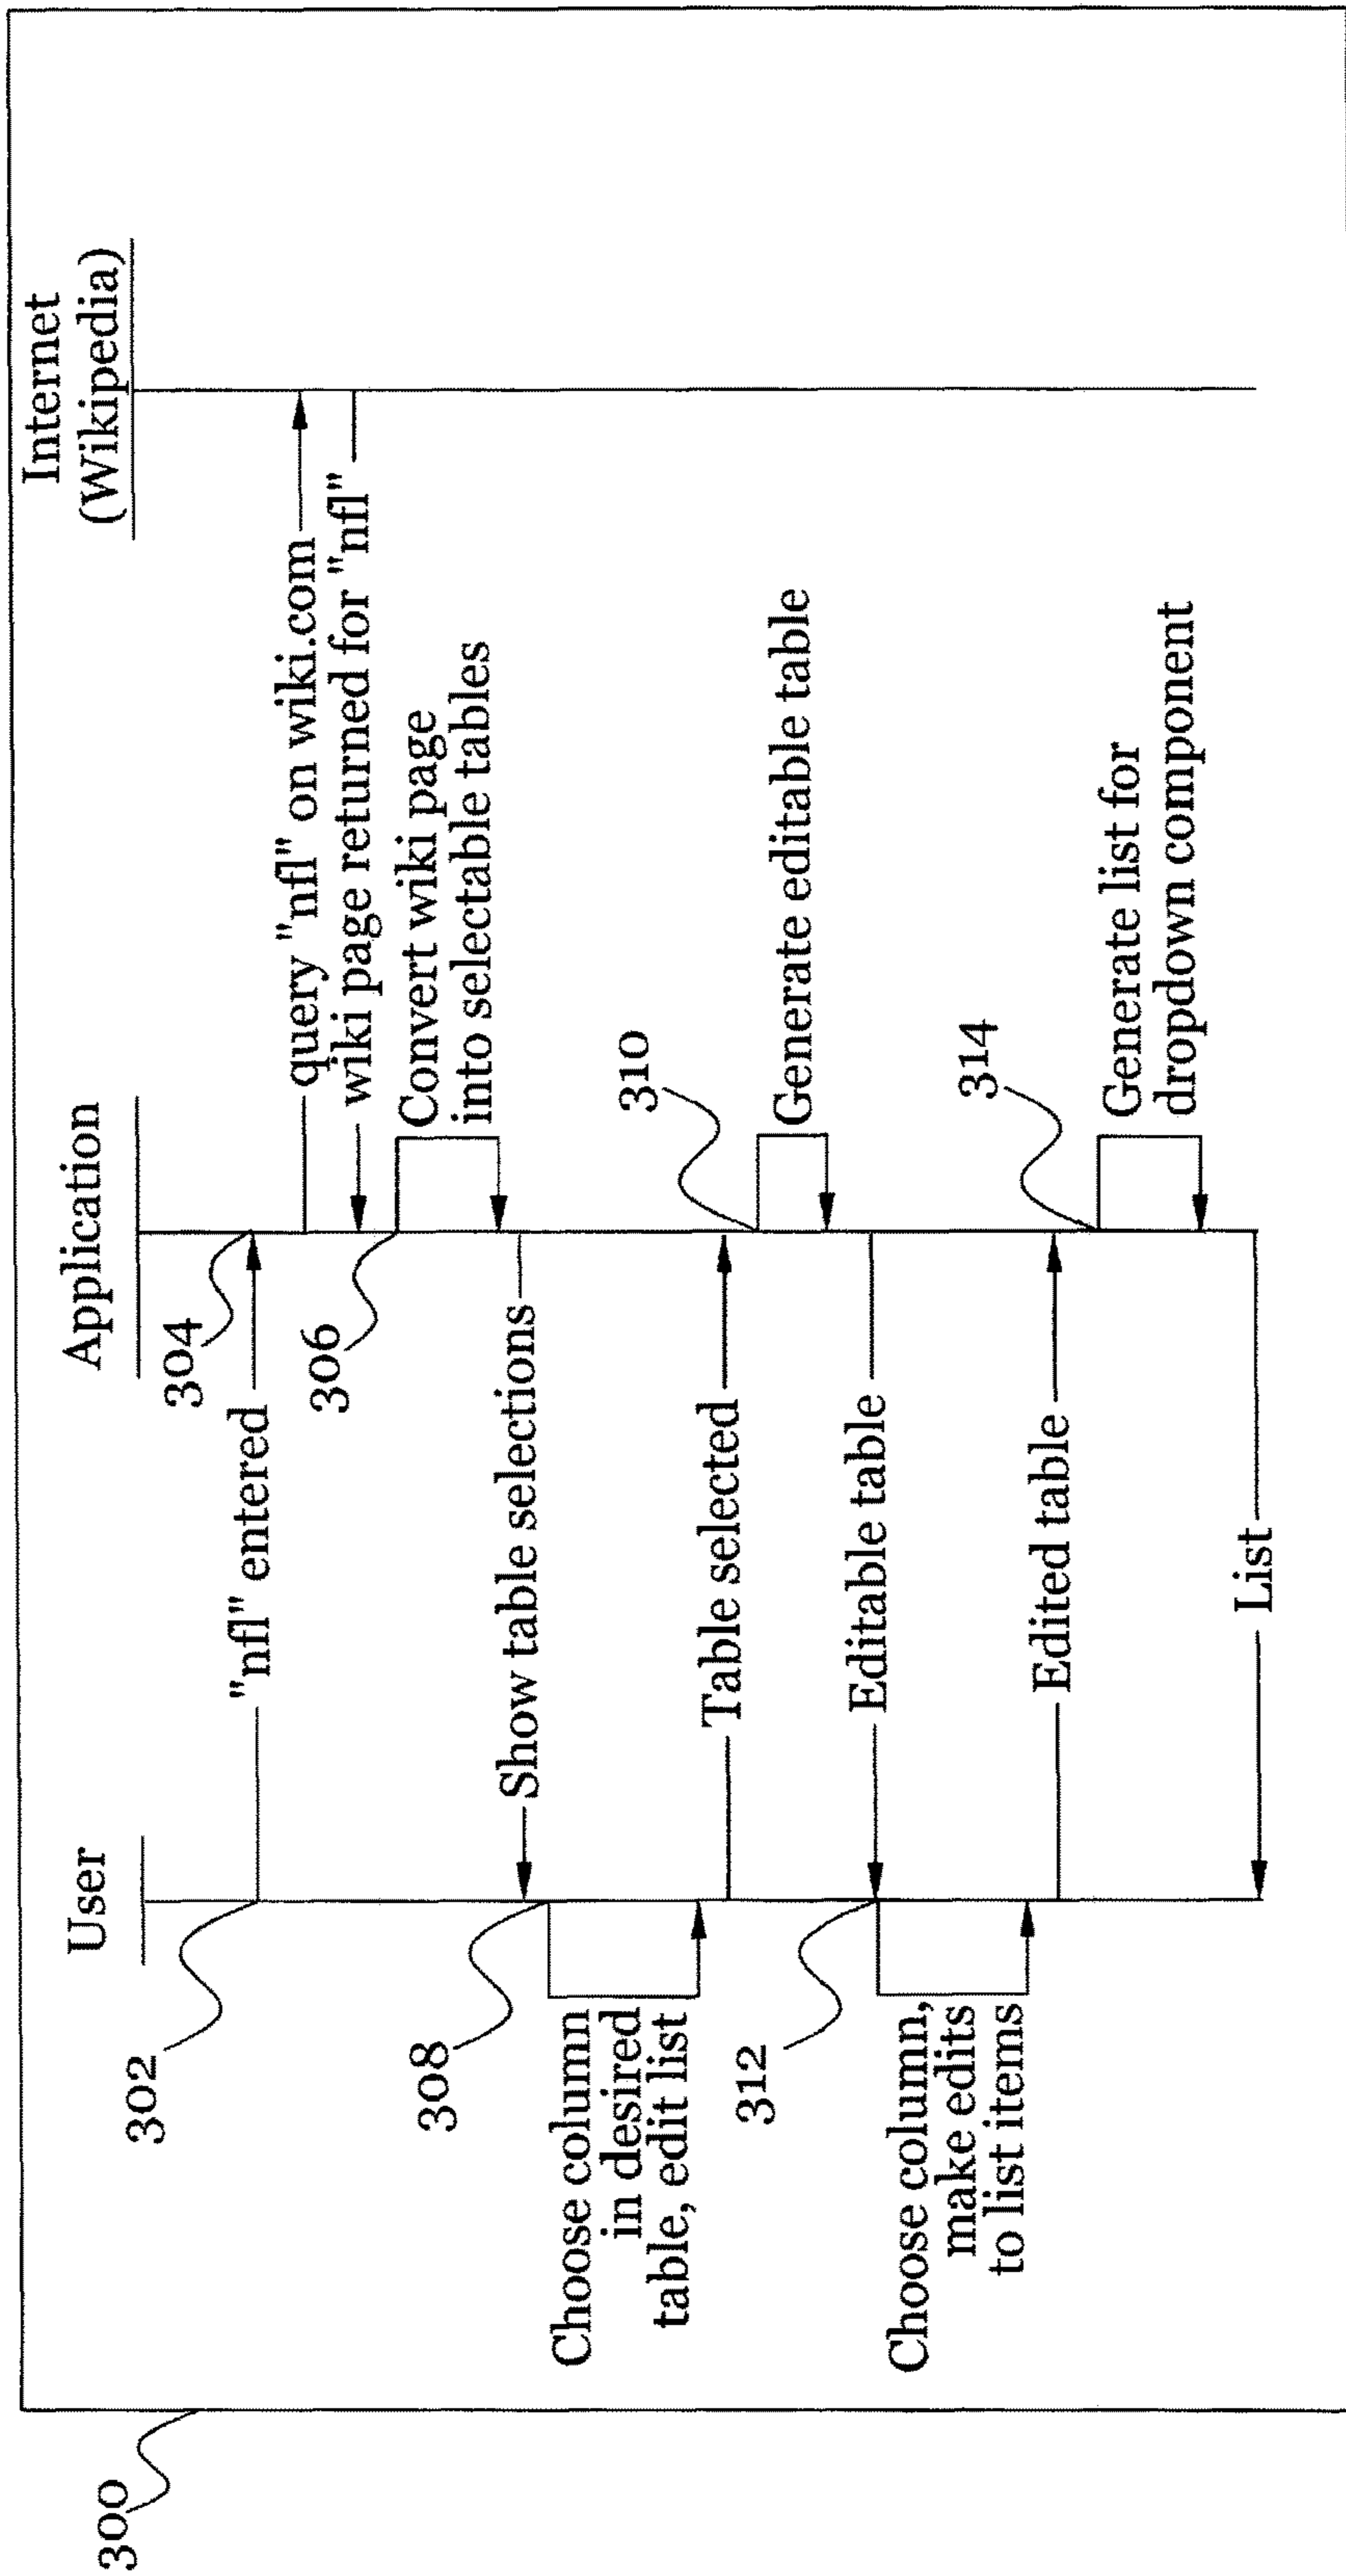 300
User
Application
Internet
(Wikipedia)
302
"nfl" entered
304
query "nfl" on wiki.com
wiki page returned for "nfl"
306
Convert wiki page
into selectable tables
Show table selections
308
Choose column
in desired
table, edit list
Table selected
310
Generate editable table
Editable table
312
Choose column,
make edits
to list items
Edited table
314
Generate list for
dropdown component
List